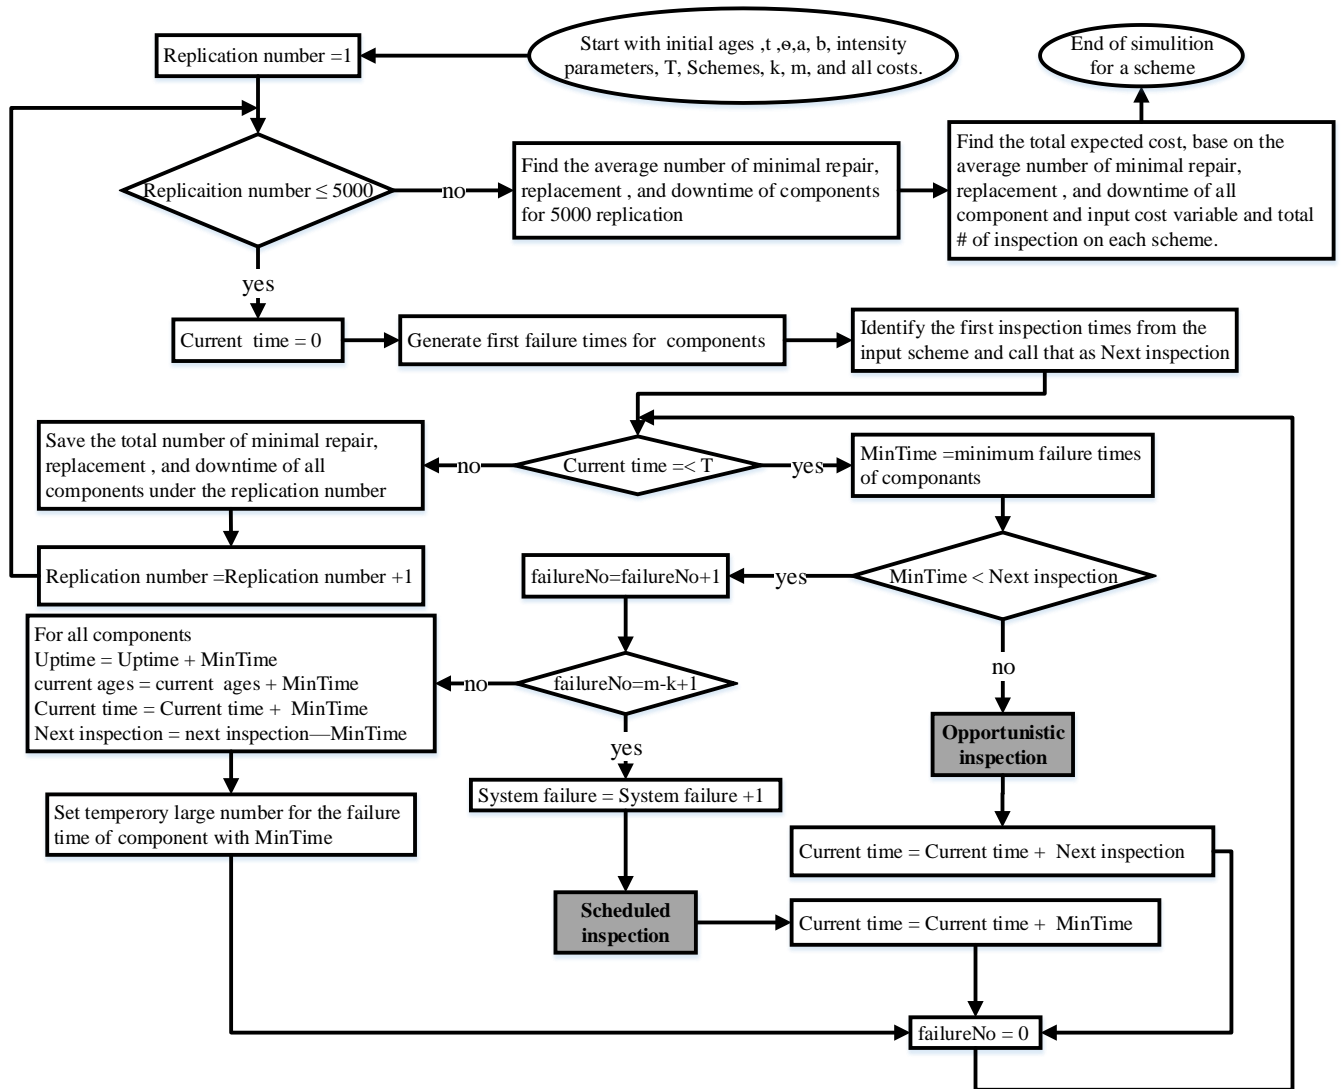 Replication number =1
Start with initial ages ,t ,ɵ,a, b, intensity
parameters, T, Schemes, k, m, and all costs.
End of simulition
for a scheme
Replicaition number ≤ 5000
no
Find the average number of minimal repair,
replacement , and downtime of components
for 5000 replication
Find the total expected cost, base on the
average number of minimal repair,
replacement , and downtime of all
component and input cost variable and total
# of inspection on each scheme.
yes
Current time = 0
Generate first failure times for components
Identify the first inspection times from the
input scheme and call that as Next inspection
Save the total number of minimal repair,
replacement , and downtime of all
components under the replication number
no
Current time =< T
yes
MinTime =minimum failure times
of componants
Replication number =Replication number +1
failureNo=failureNo+1
yes
MinTime < Next inspection
For all components
Uptime = Uptime + MinTime
current ages = current ages + MinTime
Current time = Current time + MinTime
Next inspection = next inspection—MinTime
no
failureNo=m-k+1
no
yes
Opportunistic
inspection
Set temperory large number for the failure
time of component with MinTime
System failure = System failure +1
Current time = Current time + Next inspection
Scheduled
inspection
Current time = Current time + MinTime
failureNo = 0